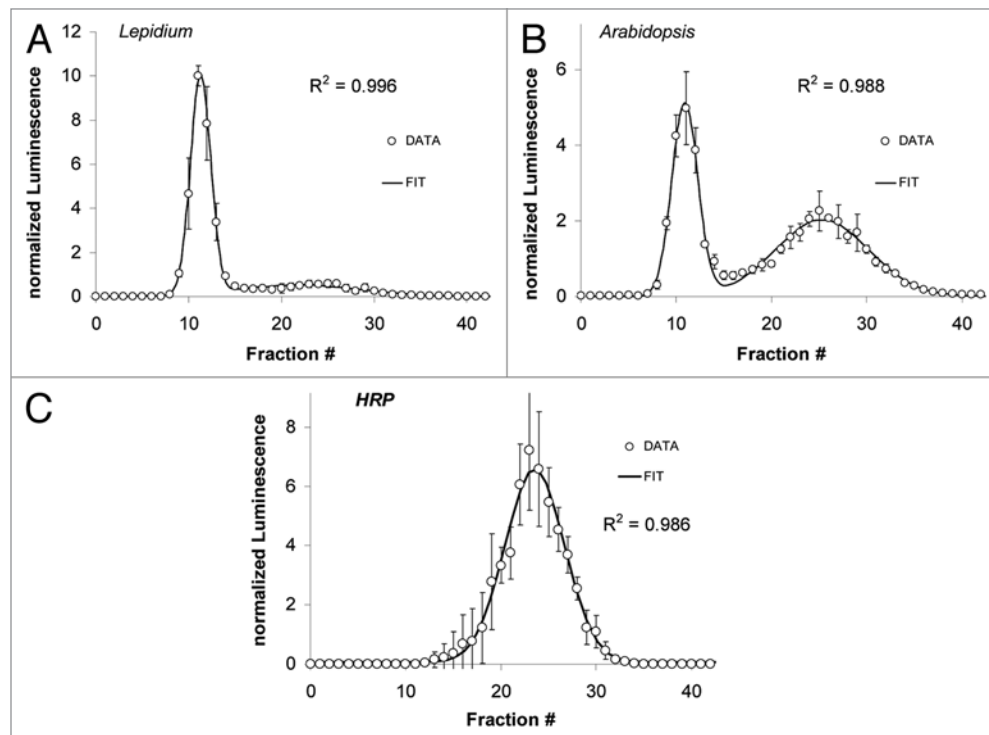 A
Lepidium
normalized Luminescence
12
10
8
6
4
2
0
R² = 0.996
DATA
FIT
0 10 20 30 40
Fraction #
B
Arabidopsis
normalized Luminescence
6
4
2
0
R² = 0.988
DATA
FIT
0 10 20 30 40
Fraction #
C
HRP
normalized Luminescence
8
6
4
2
0
DATA
FIT
R² = 0.986
0 10 20 30 40
Fraction #